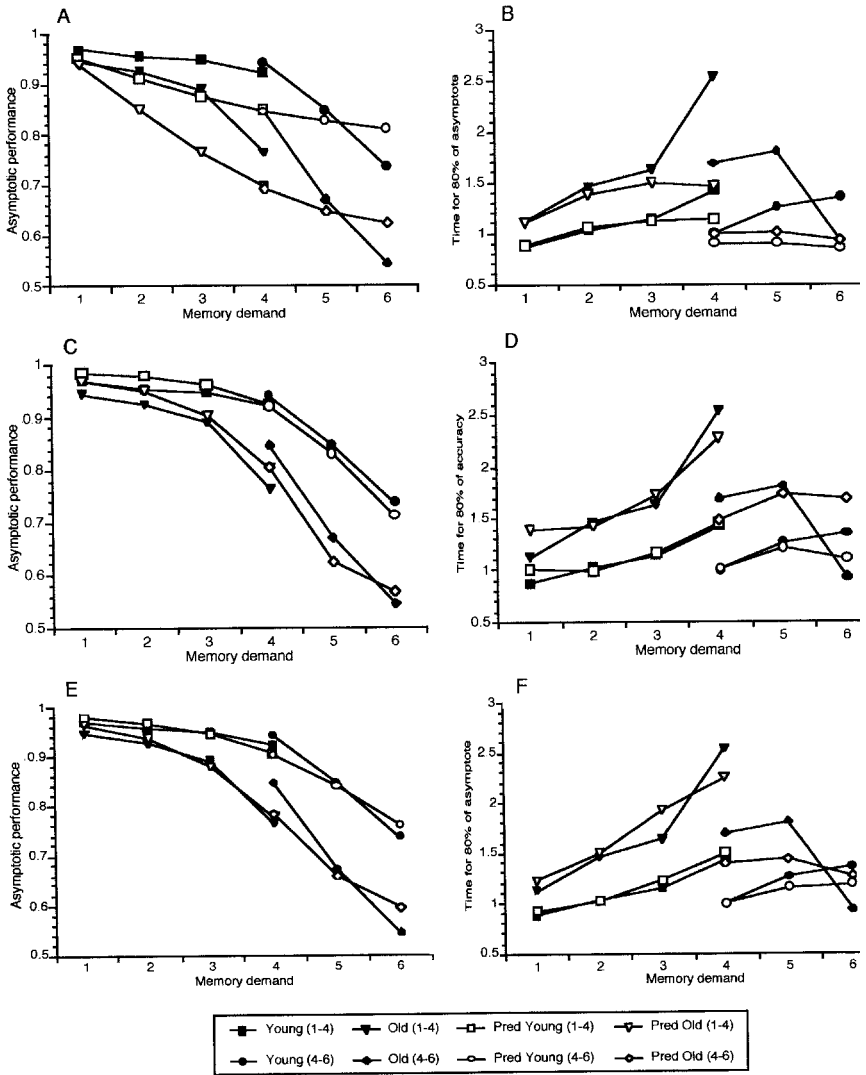 A
Asymptotic performance
1
0.9
0.8
0.7
0.6
0.5
1 2 3 4 5 6
Memory demand
B
Time for 80% of asymptote
3
2.5
2
1.5
1
0.5
1 2 3 4 5 6
Memory demand
C
Asymptotic performance
1
0.9
0.8
0.7
0.6
0.5
1 2 3 4 5 6
Memory demand
D
Time for 80% of accuracy
3
2.5
2
1.5
1
0.5
1 2 3 4 5 6
Memory demand
E
Asymptotic performance
1
0.9
0.8
0.7
0.6
0.5
1 2 3 4 5 6
Memory demand
F
Time for 80% of asymptote
3
2.5
2
1.5
1
0.5
1 2 3 4 5 6
Memory demand
Young (1-4) Old (1-4) Pred Young (1-4) Pred Old (1-4)
Young (4-6) Old (4-6) Pred Young (4-6) Pred Old (4-6)